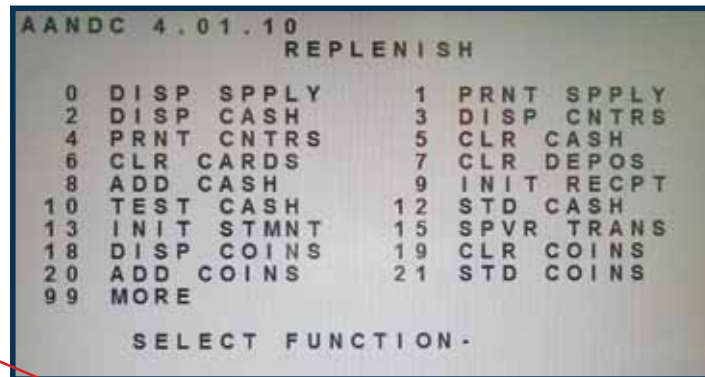 AANDC 4.01.10
REPLENISH
0 DISP SPPLY 1 PRNT SPPLY
2 DISP CASH 3 DISP CNTRS
4 PRNT CNTRS 5 CLR CASH
6 CLR CARDS 7 CLR DEPOS
8 ADD CASH 9 INIT RECPT
10 TEST CASH 12 STD CASH
13 INIT STMNT 15 SPVR TRANS
18 DISP COINS 19 CLR COINS
20 ADD COINS 21 STD COINS
99 MORE
SELECT FUNCTION-